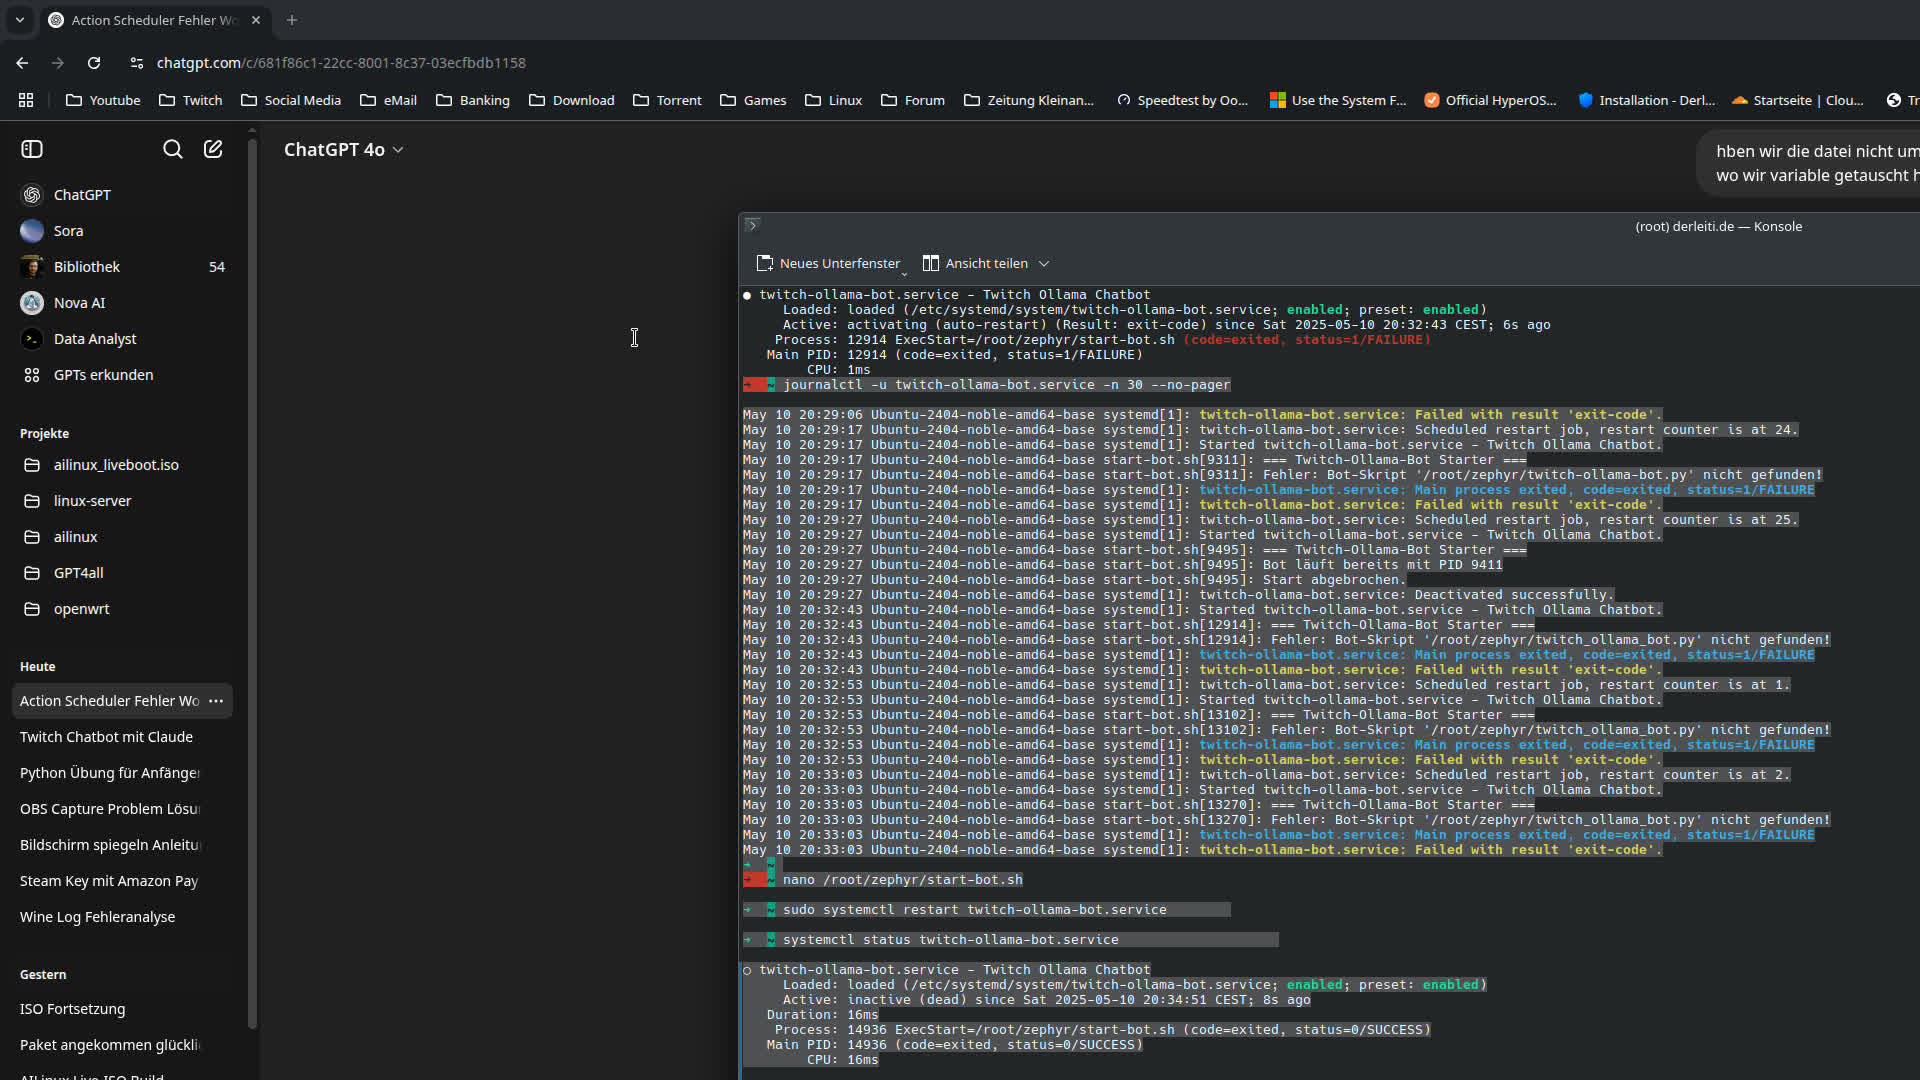 Action Scheduler Fehler Wo
chatgpt.com/c/681f86c1-22cc-8001-8c37-03ecfbdb1158
Youtube
Twitch
Social Media
eMail
Banking
Download
Torrent
Games
Linux
Forum
Zeitung Kleinan...
Speedtest by Oo...
Use the System F...
Official HyperOS...
Installation - Derl...
Startseite | Clou...
Tr
ChatGPT 4o
hben wir die datei nicht um
wo wir variable getauscht h
ChatGPT
Sora
Bibliothek 54
Nova AI
Data Analyst
GPTs erkunden
Projekte
ailinux_liveboot.iso
linux-server
ailinux
GPT4all
openwrt
Heute
Action Scheduler Fehler Wo
Twitch Chatbot mit Claude
Python Übung für Anfänger
OBS Capture Problem Lösu
Bildschirm spiegeln Anleitu
Steam Key mit Amazon Pay
Wine Log Fehleranalyse
Gestern
ISO Fortsetzung
Paket angekommen glückli
AILinux Live ISO Build
(root) derleiti.de — Konsole
Neues Unterfenster
Ansicht teilen
● twitch-ollama-bot.service - Twitch Ollama Chatbot
Loaded: loaded (/etc/systemd/system/twitch-ollama-bot.service; enabled; preset: enabled)
Active: activating (auto-restart) (Result: exit-code) since Sat 2025-05-10 20:32:43 CEST; 6s ago
Process: 12914 ExecStart=/root/zephyr/start-bot.sh (code=exited, status=1/FAILURE)
Main PID: 12914 (code=exited, status=1/FAILURE)
CPU: 1ms
➜ ~ journalctl -u twitch-ollama-bot.service -n 30 --no-pager
May 10 20:29:06 Ubuntu-2404-noble-amd64-base systemd[1]: twitch-ollama-bot.service: Failed with result 'exit-code'.
May 10 20:29:17 Ubuntu-2404-noble-amd64-base systemd[1]: twitch-ollama-bot.service: Scheduled restart job, restart counter is at 24.
May 10 20:29:17 Ubuntu-2404-noble-amd64-base systemd[1]: Started twitch-ollama-bot.service - Twitch Ollama Chatbot.
May 10 20:29:17 Ubuntu-2404-noble-amd64-base start-bot.sh[9311]: === Twitch-Ollama-Bot Starter ===
May 10 20:29:17 Ubuntu-2404-noble-amd64-base start-bot.sh[9311]: Fehler: Bot-Skript '/root/zephyr/twitch-ollama-bot.py' nicht gefunden!
May 10 20:29:17 Ubuntu-2404-noble-amd64-base systemd[1]: twitch-ollama-bot.service: Main process exited, code=exited, status=1/FAILURE
May 10 20:29:17 Ubuntu-2404-noble-amd64-base systemd[1]: twitch-ollama-bot.service: Failed with result 'exit-code'.
May 10 20:29:27 Ubuntu-2404-noble-amd64-base systemd[1]: twitch-ollama-bot.service: Scheduled restart job, restart counter is at 25.
May 10 20:29:27 Ubuntu-2404-noble-amd64-base systemd[1]: Started twitch-ollama-bot.service - Twitch Ollama Chatbot.
May 10 20:29:27 Ubuntu-2404-noble-amd64-base start-bot.sh[9495]: === Twitch-Ollama-Bot Starter ===
May 10 20:29:27 Ubuntu-2404-noble-amd64-base start-bot.sh[9495]: Bot läuft bereits mit PID 9411
May 10 20:29:27 Ubuntu-2404-noble-amd64-base start-bot.sh[9495]: Start abgebrochen.
May 10 20:29:27 Ubuntu-2404-noble-amd64-base systemd[1]: twitch-ollama-bot.service: Deactivated successfully.
May 10 20:32:43 Ubuntu-2404-noble-amd64-base systemd[1]: Started twitch-ollama-bot.service - Twitch Ollama Chatbot.
May 10 20:32:43 Ubuntu-2404-noble-amd64-base start-bot.sh[12914]: === Twitch-Ollama-Bot Starter ===
May 10 20:32:43 Ubuntu-2404-noble-amd64-base start-bot.sh[12914]: Fehler: Bot-Skript '/root/zephyr/twitch_ollama_bot.py' nicht gefunden!
May 10 20:32:43 Ubuntu-2404-noble-amd64-base systemd[1]: twitch-ollama-bot.service: Main process exited, code=exited, status=1/FAILURE
May 10 20:32:43 Ubuntu-2404-noble-amd64-base systemd[1]: twitch-ollama-bot.service: Failed with result 'exit-code'.
May 10 20:32:53 Ubuntu-2404-noble-amd64-base systemd[1]: twitch-ollama-bot.service: Scheduled restart job, restart counter is at 1.
May 10 20:32:53 Ubuntu-2404-noble-amd64-base systemd[1]: Started twitch-ollama-bot.service - Twitch Ollama Chatbot.
May 10 20:32:53 Ubuntu-2404-noble-amd64-base start-bot.sh[13102]: === Twitch-Ollama-Bot Starter ===
May 10 20:32:53 Ubuntu-2404-noble-amd64-base start-bot.sh[13102]: Fehler: Bot-Skript '/root/zephyr/twitch_ollama_bot.py' nicht gefunden!
May 10 20:32:53 Ubuntu-2404-noble-amd64-base systemd[1]: twitch-ollama-bot.service: Main process exited, code=exited, status=1/FAILURE
May 10 20:32:53 Ubuntu-2404-noble-amd64-base systemd[1]: twitch-ollama-bot.service: Failed with result 'exit-code'.
May 10 20:33:03 Ubuntu-2404-noble-amd64-base systemd[1]: twitch-ollama-bot.service: Scheduled restart job, restart counter is at 2.
May 10 20:33:03 Ubuntu-2404-noble-amd64-base systemd[1]: Started twitch-ollama-bot.service - Twitch Ollama Chatbot.
May 10 20:33:03 Ubuntu-2404-noble-amd64-base start-bot.sh[13270]: === Twitch-Ollama-Bot Starter ===
May 10 20:33:03 Ubuntu-2404-noble-amd64-base start-bot.sh[13270]: Fehler: Bot-Skript '/root/zephyr/twitch_ollama_bot.py' nicht gefunden!
May 10 20:33:03 Ubuntu-2404-noble-amd64-base systemd[1]: twitch-ollama-bot.service: Main process exited, code=exited, status=1/FAILURE
May 10 20:33:03 Ubuntu-2404-noble-amd64-base systemd[1]: twitch-ollama-bot.service: Failed with result 'exit-code'.
➜ ~
➜ ~ nano /root/zephyr/start-bot.sh
➜ ~ sudo systemctl restart twitch-ollama-bot.service
➜ ~ systemctl status twitch-ollama-bot.service
○ twitch-ollama-bot.service - Twitch Ollama Chatbot
Loaded: loaded (/etc/systemd/system/twitch-ollama-bot.service; enabled; preset: enabled)
Active: inactive (dead) since Sat 2025-05-10 20:34:51 CEST; 8s ago
Duration: 16ms
Process: 14936 ExecStart=/root/zephyr/start-bot.sh (code=exited, status=0/SUCCESS)
Main PID: 14936 (code=exited, status=0/SUCCESS)
CPU: 16ms